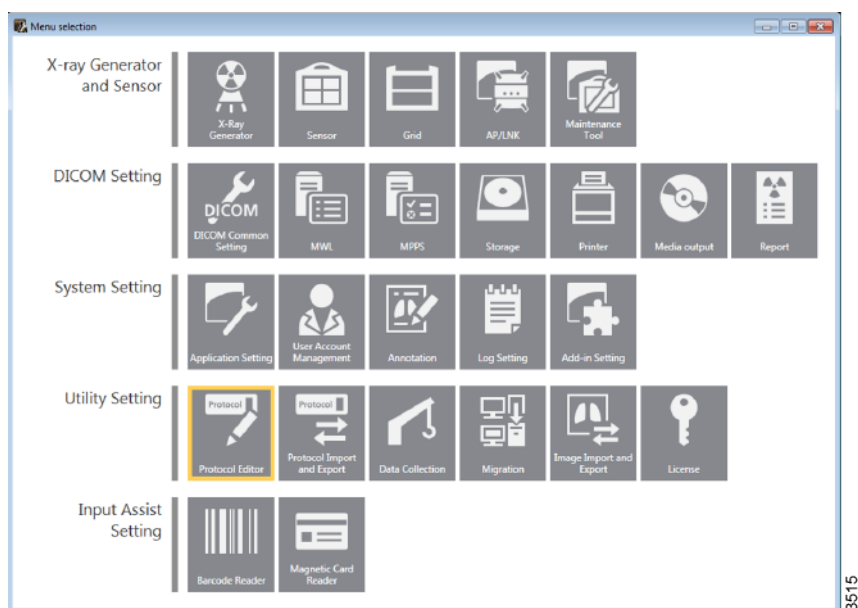 Menu selection
X-ray Generator
and Sensor
X-Ray
Generator
Sensor
Grid
AP/LNK
Maintenance
Tool
DICOM Setting
DICOM
DICOM Common
Setting
MWL
MPPS
Storage
Printer
Media output
Report
System Setting
Application Setting
User Account
Management
Annotation
Log Setting
Add-in Setting
Utility Setting
Protocol
Protocol Editor
Protocol
Protocol Import
and Export
Data Collection
Migration
Image Import and
Export
License
Input Assist
Setting
Barcode Reader
Magnetic Card
Reader